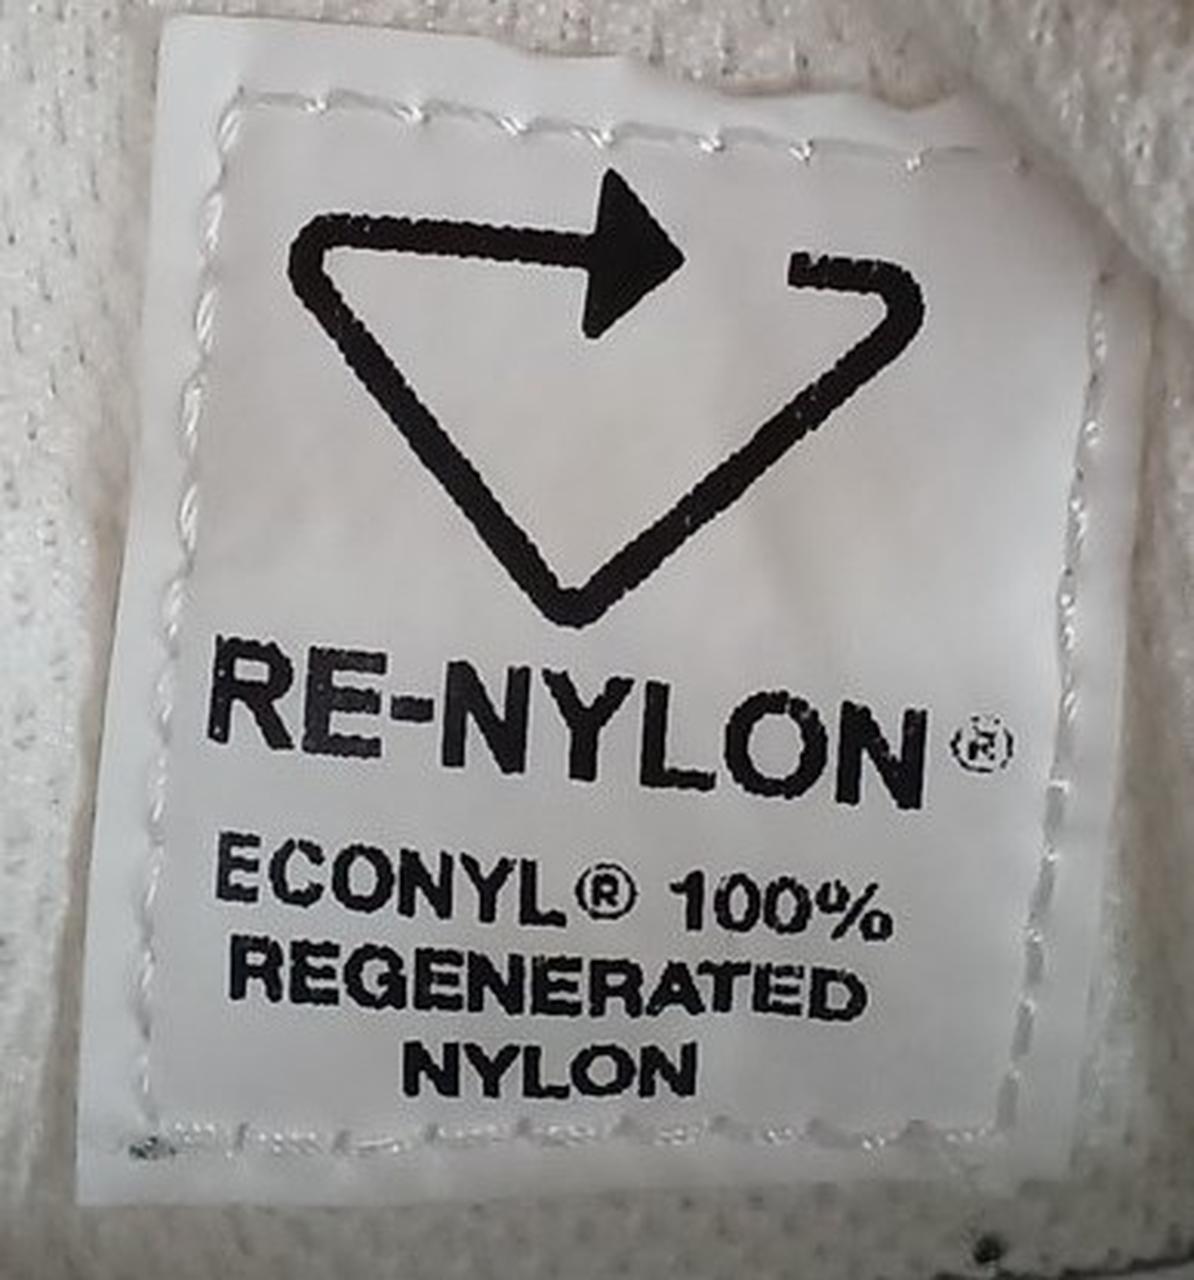 RE-NYLON®
ECONYL® 100%
REGENERATED
NYLON